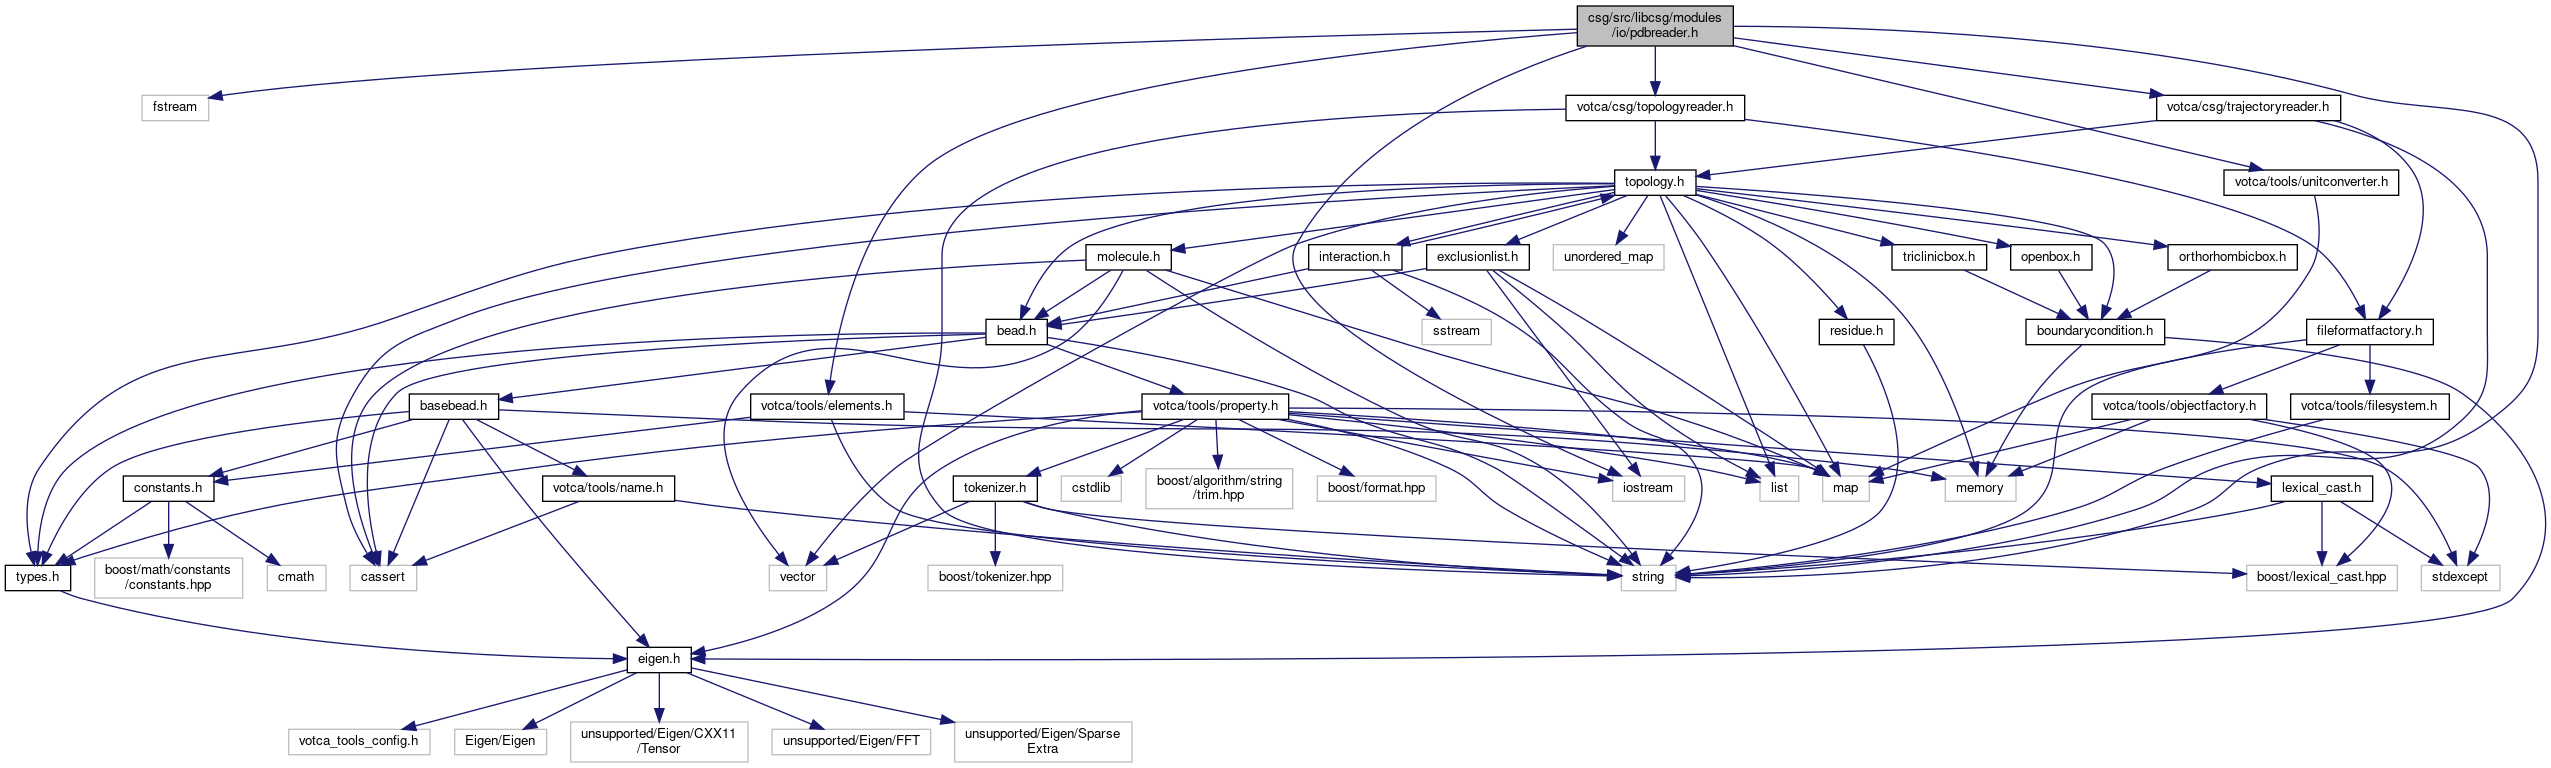 csg/src/libcsg/modules
/io/pdbreader.h
fstream
votca/csg/topologyreader.h
votca/csg/trajectoryreader.h
topology.h
votca/tools/unitconverter.h
molecule.h
interaction.h
exclusionlist.h
unordered_map
triclinicbox.h
openbox.h
orthorhombicbox.h
bead.h
sstream
residue.h
boundarycondition.h
fileformatfactory.h
basebead.h
votca/tools/elements.h
votca/tools/property.h
votca/tools/objectfactory.h
votca/tools/filesystem.h
constants.h
votca/tools/name.h
tokenizer.h
cstdlib
boost/algorithm/string
/trim.hpp
boost/format.hpp
iostream
list
map
memory
lexical_cast.h
types.h
boost/math/constants
/constants.hpp
cmath
cassert
vector
boost/tokenizer.hpp
string
boost/lexical_cast.hpp
stdexcept
eigen.h
votca_tools_config.h
Eigen/Eigen
unsupported/Eigen/CXX11
/Tensor
unsupported/Eigen/FFT
unsupported/Eigen/Sparse
Extra